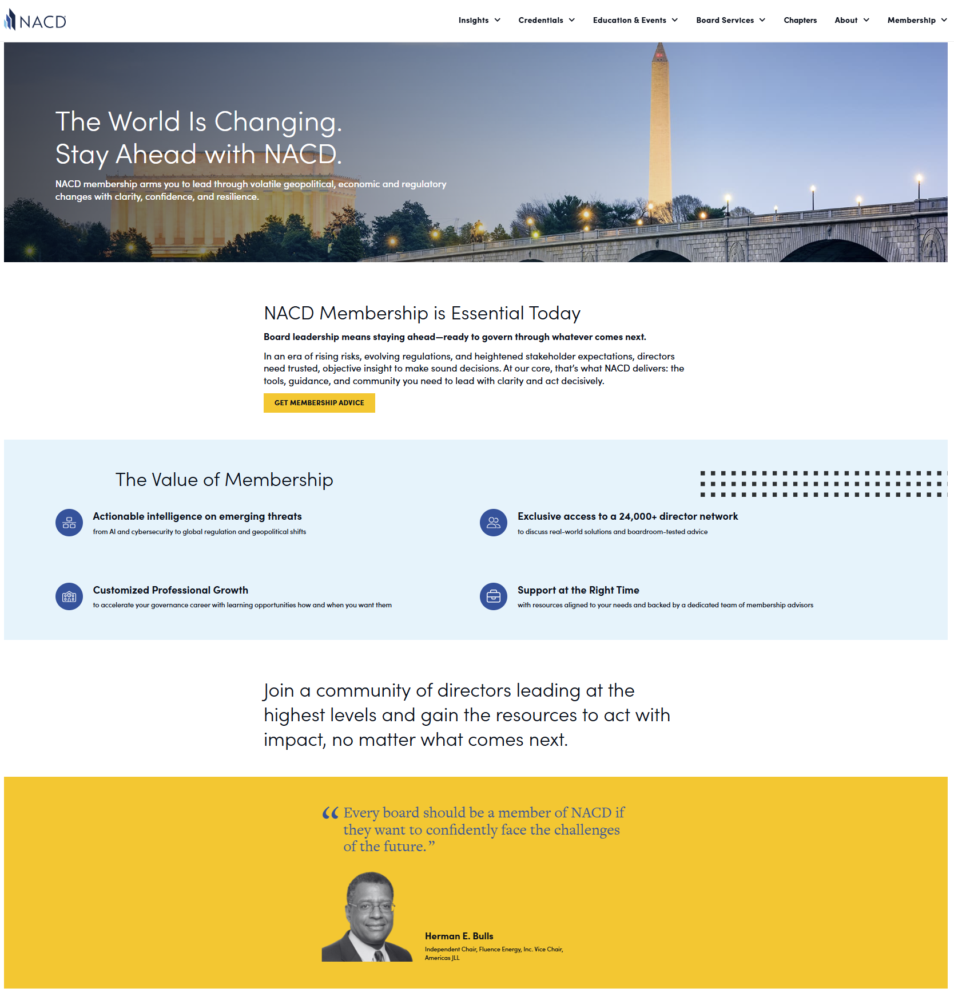 NACD
Insights
Credentials
Education & Events
Board Services
Chapters
About
Membership
The World Is Changing.
Stay Ahead with NACD.
NACD membership arms you to lead through volatile geopolitical, economic and regulatory
changes with clarity, confidence, and resilience.
NACD Membership is Essential Today
Board leadership means staying ahead—ready to govern through whatever comes next.
In an era of rising risks, evolving regulations, and heightened stakeholder expectations, directors
need trusted, objective insight to make sound decisions. At our core, that’s what NACD delivers: the
tools, guidance, and community you need to lead with clarity and act decisively.
GET MEMBERSHIP ADVICE
The Value of Membership
Actionable intelligence on emerging threats
from AI and cybersecurity to global regulation and geopolitical shifts
Exclusive access to a 24,000+ director network
to discuss real-world solutions and boardroom-tested advice
Customized Professional Growth
to accelerate your governance career with learning opportunities how and when you want them
Support at the Right Time
with resources aligned to your needs and backed by a dedicated team of membership advisors
Join a community of directors leading at the
highest levels and gain the resources to act with
impact, no matter what comes next.
“ Every board should be a member of NACD if
they want to confidently face the challenges
of the future.”
Herman E. Bulls
Independent Chair, Fluence Energy, Inc. Vice Chair,
Americas JLL